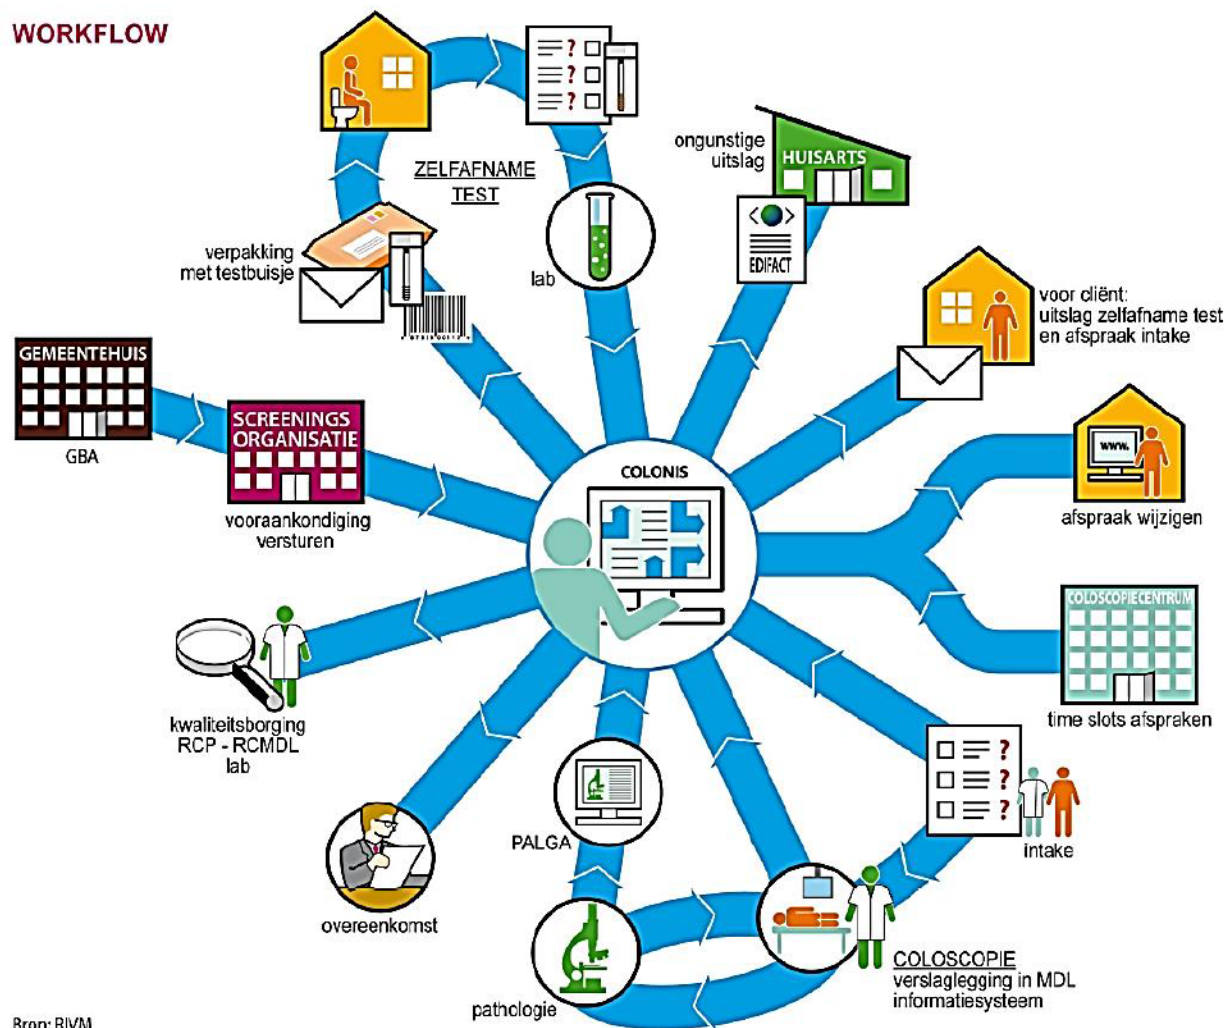 WORKFLOW
ZELFAFNAME
TEST
verpakking
met testbuisje
lab
ongunstige
uitslag
HUISARTS
EDIFACT
voor cliënt:
uitslag zelfafname test
en afspraak intake
GEMEENTEHUIS
GBA
SCREENINGS
ORGANISATIE
vooraankondiging
versturen
COLONIS
www.
afspraak wijzigen
COLOSCOPIECENTRUM
time slots afspraken
kwaliteitsborging
RCP - RCMDL
lab
overeenkomst
PALGA
pathologie
intake
COLOSCOPIE
verslaglegging in MDL
informatiesysteem
Bron: RIVM